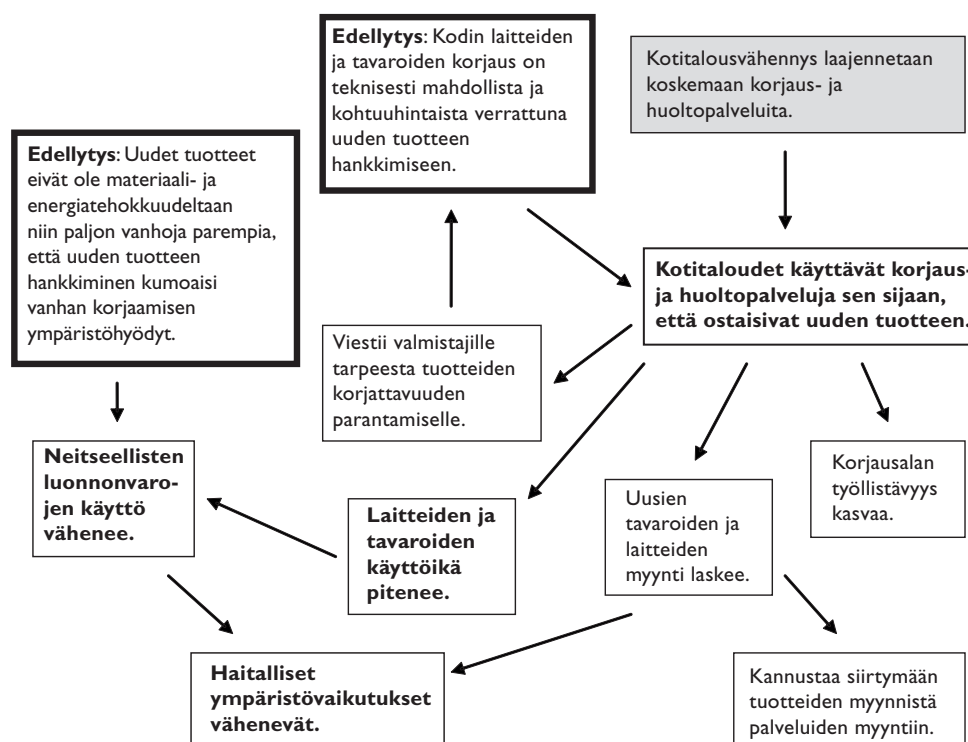 Edellytys: Kodin laitteiden
ja tavaroiden korjaus on
teknisesti mahdollista ja
kohtuuhintaista verrattuna
uuden tuotteen
hankkimiseen.
Kotitalousvähennys laajennetaan
koskemaan korjaus- ja
huoltopalveluita.
Edellytys: Uudet tuotteet
eivät ole materiaali- ja
energiatehokkuudeltaan
niin paljon vanhoja parempia,
että uuden tuotteen
hankkiminen kumoaisi
vanhan korjaamisen
ympäristöhyödyt.
Kotitaloudet käyttävät korjaus-
ja huoltopalveluja sen sijaan,
että ostaisivat uuden tuotteen.
Viestii valmistajille
tarpeesta tuotteiden
korjattavuuden
parantamiselle.
Neitseellisten
luonnonvaro-
jen käyttö
vähenee.
Laitteiden ja
tavaroiden
käyttöikä
pitenee.
Uusien
tavaroiden ja
laitteiden
myynti laskee.
Korjausalan
työllistävyys
kasvaa.
Haitalliset
ympäristövaikutukset
vähenevät.
Kannustaa siirtymään
tuotteiden myynnistä
palveluiden myyntiin.